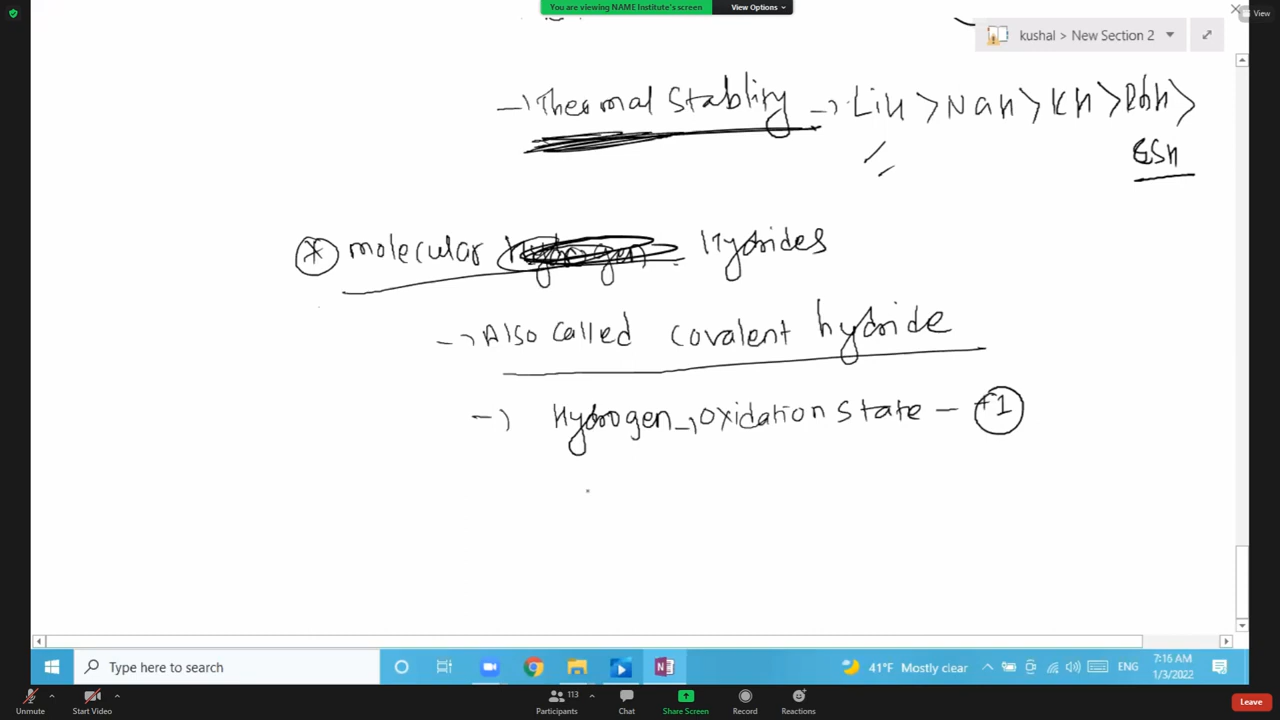 You are viewing NAME Institute's screen View Options
View
kushal > New Section 2
→ Thermal Stabliity → LiH > NaH > KH > RbH >
CSH
* molecular Hydrogen Hydrides
→ Also called covalent hydride
→ Hydrogen → Oxidation State – +1
Type here to search
41°F Mostly clear
ENG
7:16 AM
1/3/2022
Unmute
Start Video
113
Participants
Chat
Share Screen
Record
Reactions
Leave